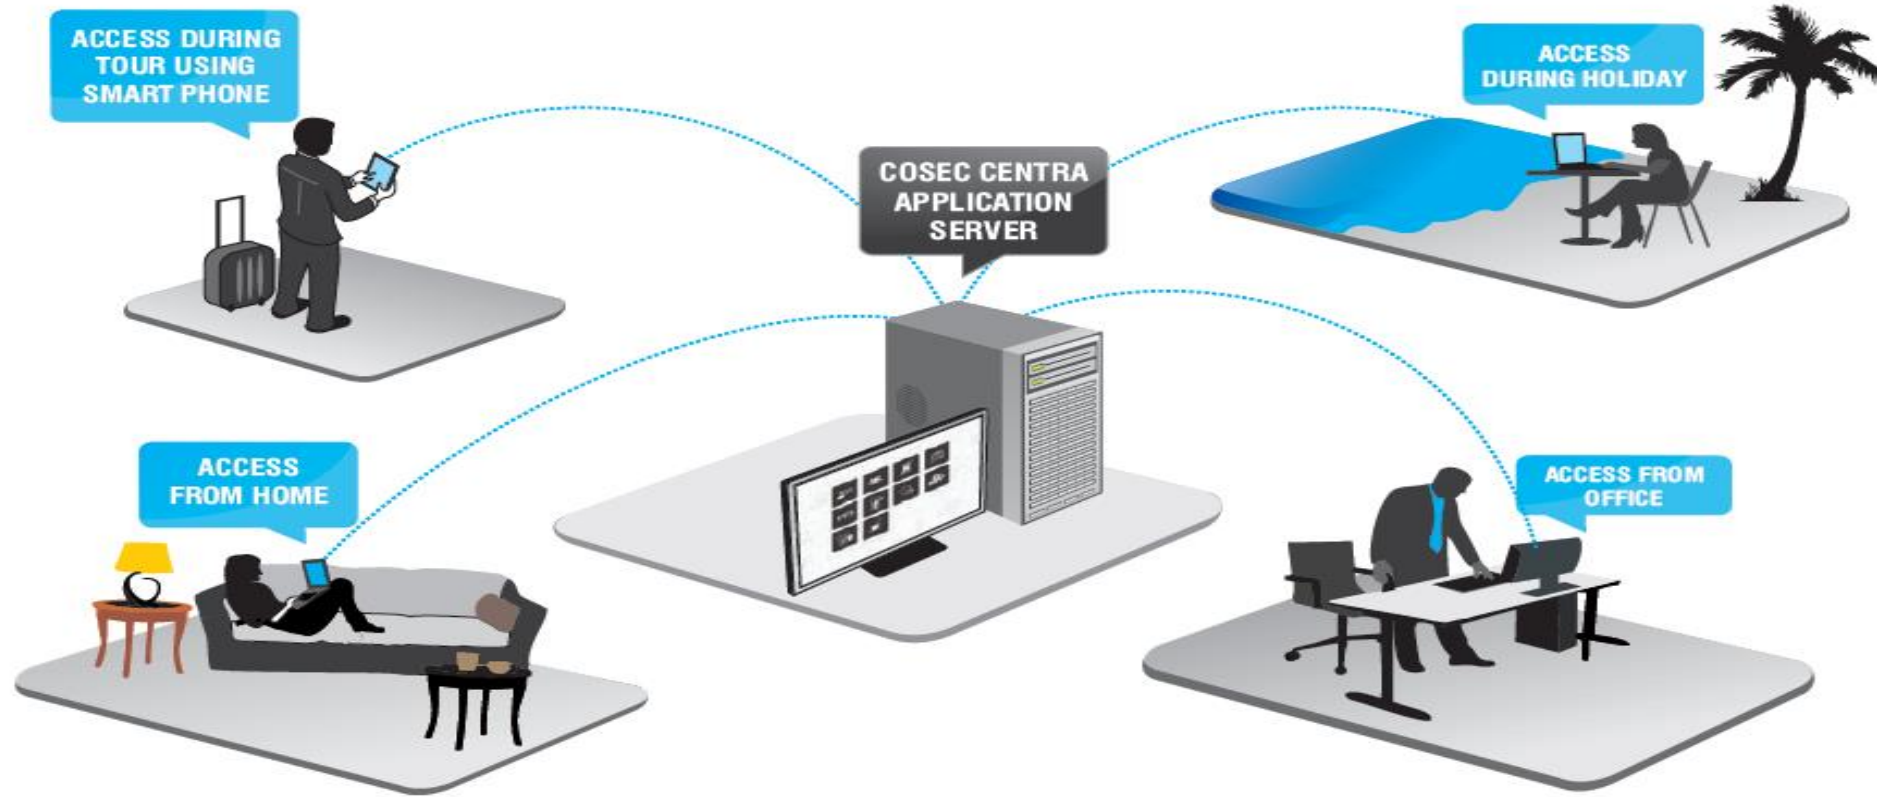 ACCESS DURING
TOUR USING
SMART PHONE
ACCESS
DURING HOLIDAY
COSEC CENTRA
APPLICATION
SERVER
ACCESS
FROM HOME
ACCESS FROM
OFFICE